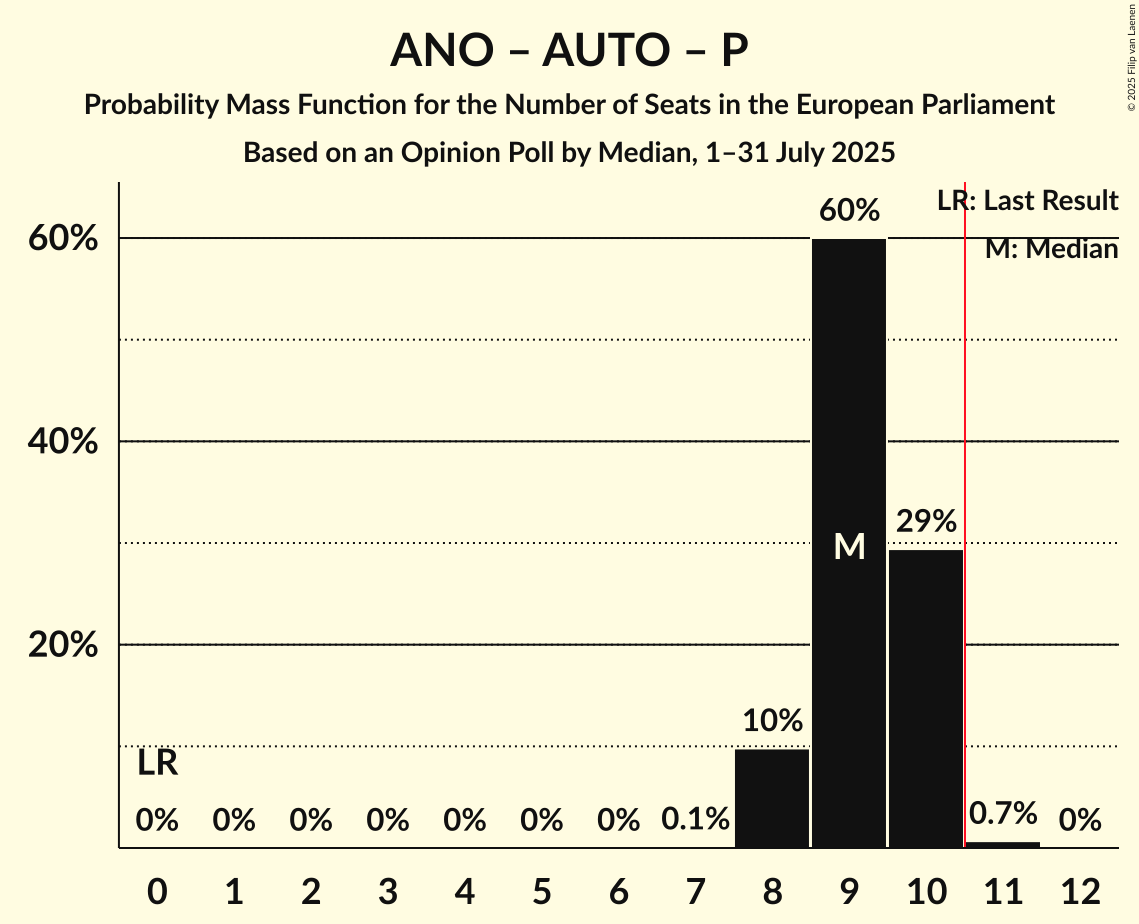 ANO – AUTO – P
Probability Mass Function for the Number of Seats in the European Parliament
Based on an Opinion Poll by Median, 1–31 July 2025
© 2025 Filip van Laenen
LR: Last Result
M: Median
60%
40%
20%
60%
M
29%
10%
LR
0% 0% 0% 0% 0% 0% 0% 0.1% 0.7% 0%
0 1 2 3 4 5 6 7 8 9 10 11 12